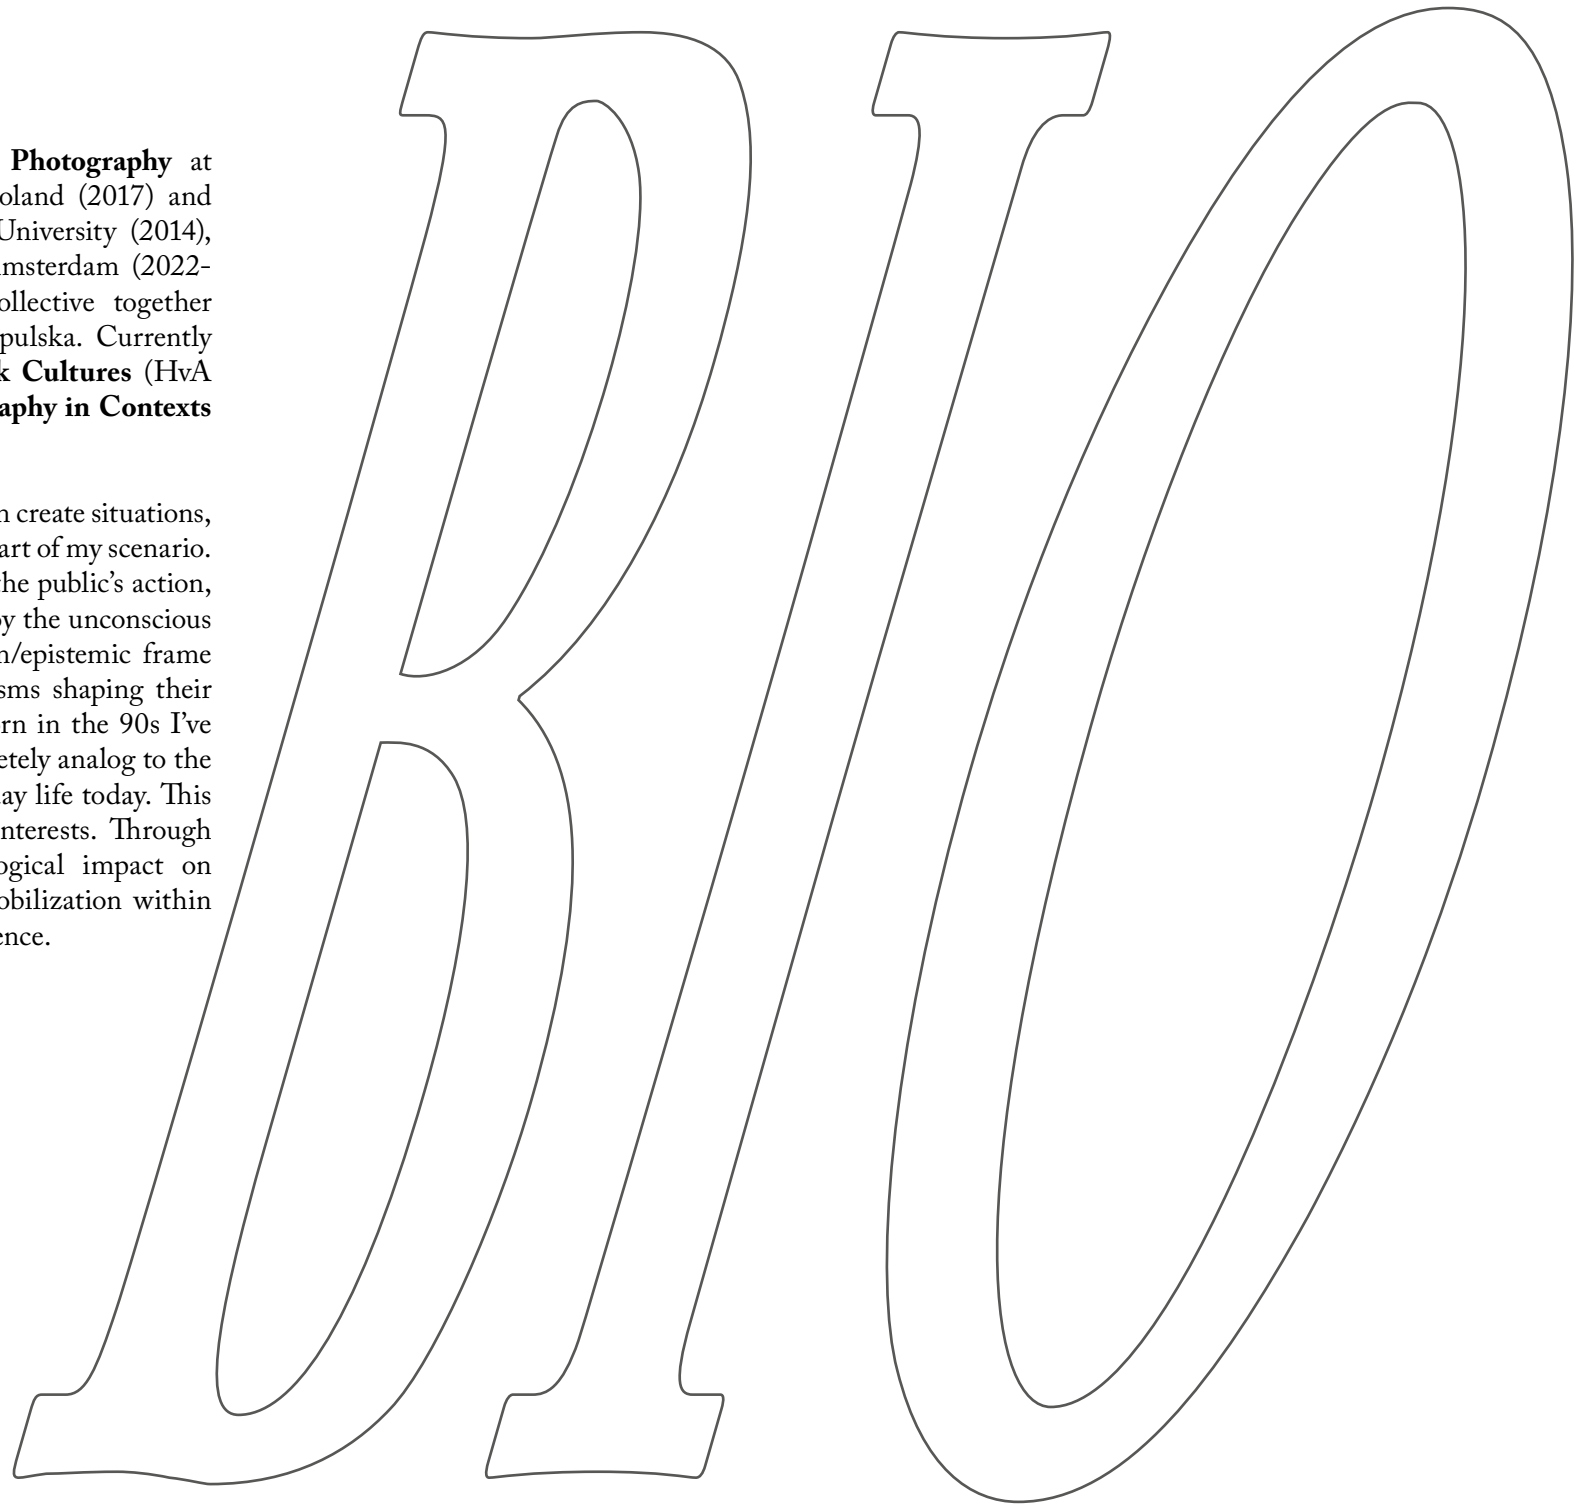 Photography at
oland (2017) and
University (2014),
msterdam (2022-
ollective together
pulska. Currently
k Cultures (HvA
aphy in Contexts
n create situations,
art of my scenario.
he public's action,
y the unconscious
n/epistemic frame
sms shaping their
rn in the 90s I've
etely analog to the
ay life today. This
nterests. Through
ogical impact on
obilization within
ence.
BIO